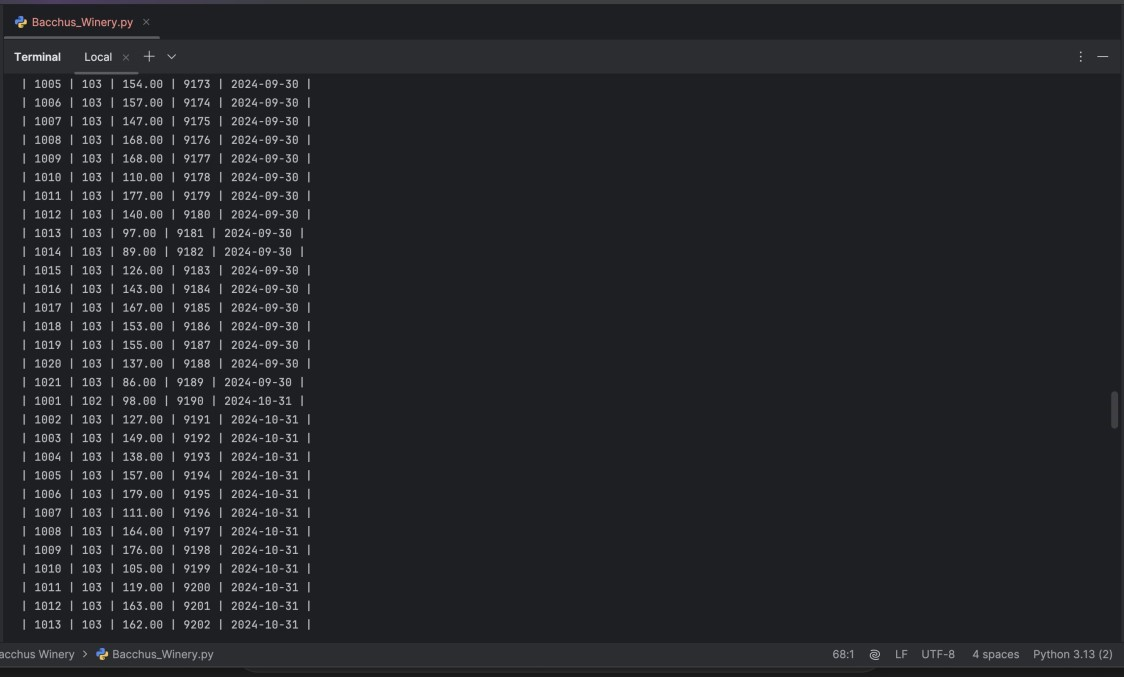 Bacchus_Winery.py ×
Terminal Local × + 
| 1005 | 103 | 154.00 | 9173 | 2024-09-30 |
| 1006 | 103 | 157.00 | 9174 | 2024-09-30 |
| 1007 | 103 | 147.00 | 9175 | 2024-09-30 |
| 1008 | 103 | 168.00 | 9176 | 2024-09-30 |
| 1009 | 103 | 168.00 | 9177 | 2024-09-30 |
| 1010 | 103 | 110.00 | 9178 | 2024-09-30 |
| 1011 | 103 | 177.00 | 9179 | 2024-09-30 |
| 1012 | 103 | 140.00 | 9180 | 2024-09-30 |
| 1013 | 103 | 97.00 | 9181 | 2024-09-30 |
| 1014 | 103 | 89.00 | 9182 | 2024-09-30 |
| 1015 | 103 | 126.00 | 9183 | 2024-09-30 |
| 1016 | 103 | 143.00 | 9184 | 2024-09-30 |
| 1017 | 103 | 167.00 | 9185 | 2024-09-30 |
| 1018 | 103 | 153.00 | 9186 | 2024-09-30 |
| 1019 | 103 | 155.00 | 9187 | 2024-09-30 |
| 1020 | 103 | 137.00 | 9188 | 2024-09-30 |
| 1021 | 103 | 86.00 | 9189 | 2024-09-30 |
| 1001 | 102 | 98.00 | 9190 | 2024-10-31 |
| 1002 | 103 | 127.00 | 9191 | 2024-10-31 |
| 1003 | 103 | 149.00 | 9192 | 2024-10-31 |
| 1004 | 103 | 138.00 | 9193 | 2024-10-31 |
| 1005 | 103 | 157.00 | 9194 | 2024-10-31 |
| 1006 | 103 | 179.00 | 9195 | 2024-10-31 |
| 1007 | 103 | 111.00 | 9196 | 2024-10-31 |
| 1008 | 103 | 164.00 | 9197 | 2024-10-31 |
| 1009 | 103 | 176.00 | 9198 | 2024-10-31 |
| 1010 | 103 | 105.00 | 9199 | 2024-10-31 |
| 1011 | 103 | 119.00 | 9200 | 2024-10-31 |
| 1012 | 103 | 163.00 | 9201 | 2024-10-31 |
| 1013 | 103 | 162.00 | 9202 | 2024-10-31 |
acchus Winery > Bacchus_Winery.py 68:1 LF UTF-8 4 spaces Python 3.13 (2)